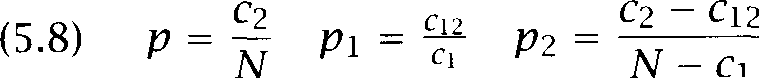 (5.8) p = c₂/N p₁ = c₁₂/c₁ p₂ = (c₂ − c₁₂)/(N − c₁)